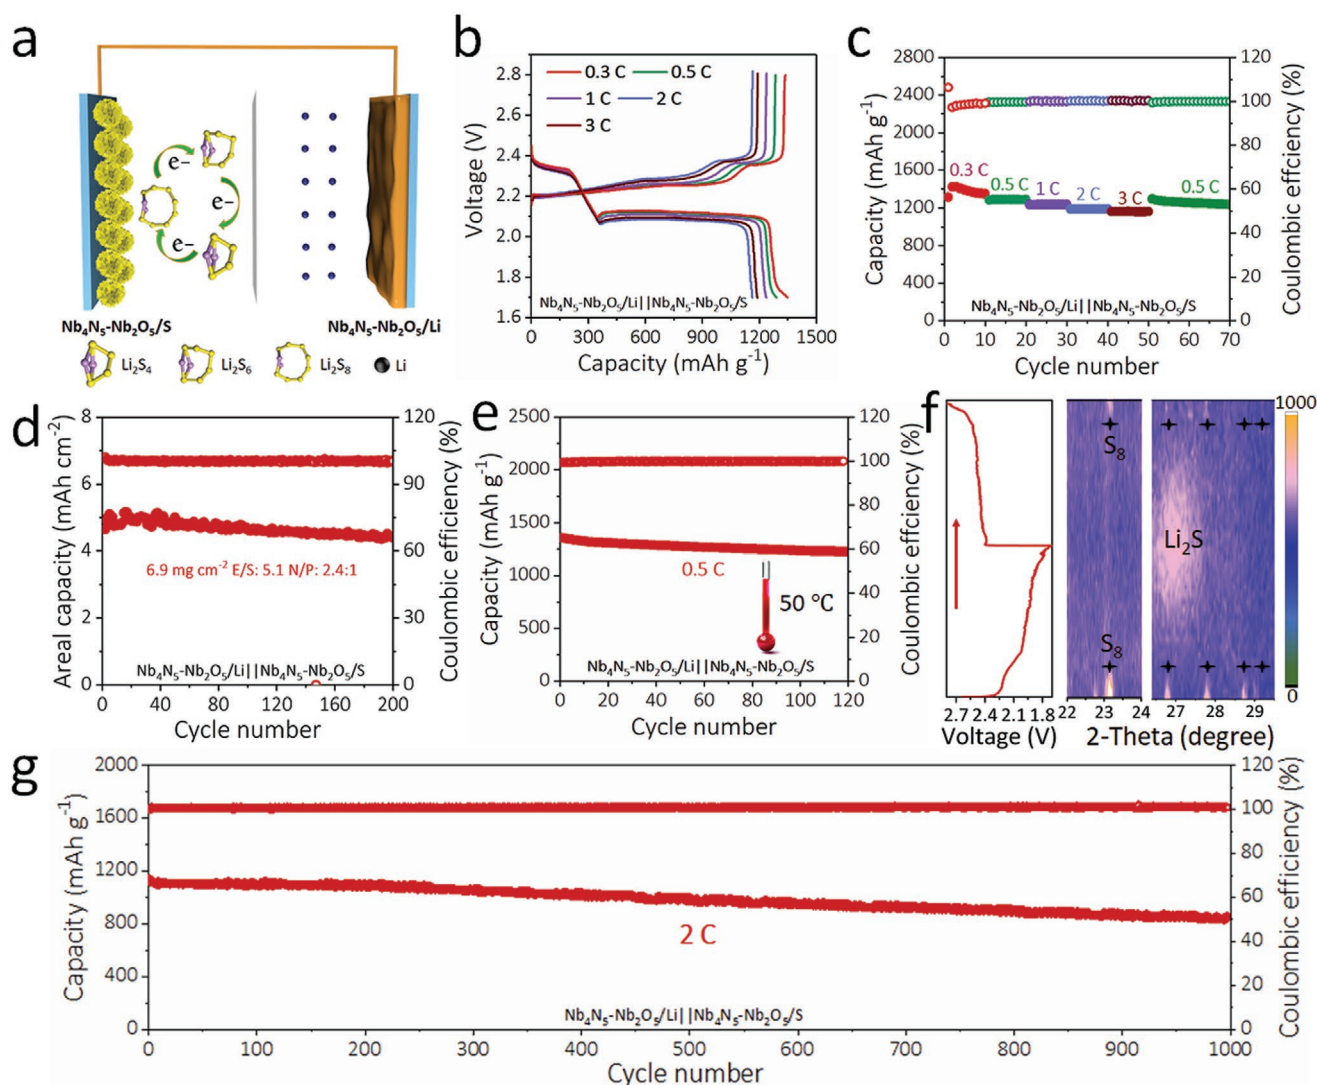 a
e–
e–
e–
Nb4N5-Nb2O5/S
Nb4N5-Nb2O5/Li
Li2S4
Li2S6
Li2S8
Li
b
Voltage (V)
2.8
2.6
2.4
2.2
2.0
1.8
1.6
0.3 C
0.5 C
1 C
2 C
3 C
Nb4N5-Nb2O5/Li||Nb4N5-Nb2O5/S
0
300
600
900
1200
1500
Capacity (mAh g-1)
c
Capacity (mAh g-1)
2800
2400
2000
1600
1200
800
400
0
0.3 C
0.5 C
1 C
2 C
3 C
0.5 C
Nb4N5-Nb2O5/Li||Nb4N5-Nb2O5/S
120
100
80
60
40
20
0
Coulombic effciency (%)
0
10
20
30
40
50
60
70
Cycle number
d
Areal capacity (mAh cm-2)
8
7
6
5
4
3
2
1
0
6.9 mg cm-2 E/S: 5.1 N/P: 2.4:1
Nb4N5-Nb2O5/Li||Nb4N5-Nb2O5/S
120
90
75
60
45
30
15
0
Coulombic efficiency (%)
0
40
80
120
160
200
Cycle number
e
Capacity (mAh g-1)
2500
2000
1750
1500
1250
1000
750
500
250
0
0.5 C
50 °C
Nb4N5-Nb2O5/Li||Nb4N5-Nb2O5/S
120
100
80
60
40
20
0
Coulombic effciency (%)
0
20
40
60
80
100
120
Cycle number
f
2.7
2.4
2.1
1.8
Voltage (V)
S8
S8
Li2S
22
23
24
27
28
29
2-Theta (degree)
1000
0
g
Capacity (mAh g-1)
2000
1600
1200
800
400
0
2 C
Nb4N5-Nb2O5/Li||Nb4N5-Nb2O5/S
120
100
80
60
40
20
0
Coulombic efficiency (%)
0
100
200
300
400
500
600
700
800
900
1000
Cycle number